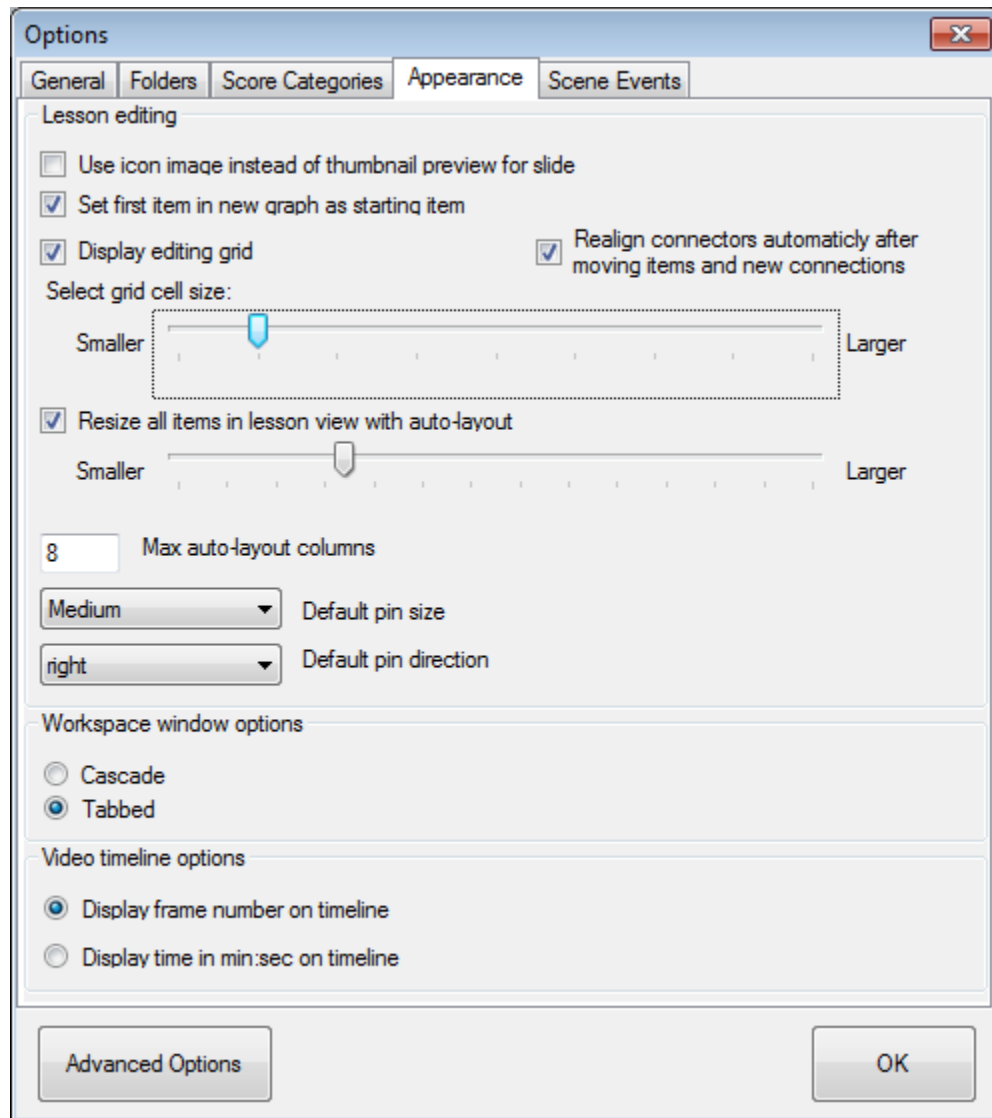 Options
General Folders Score Categories Appearance Scene Events
Lesson editing
Use icon image instead of thumbnail preview for slide
Set first item in new graph as starting item
Display editing grid
Realign connectors automaticly after
moving items and new connections
Select grid cell size:
Smaller Larger
Resize all items in lesson view with auto-layout
Smaller Larger
8 Max auto-layout columns
Medium Default pin size
right Default pin direction
Workspace window options
Cascade
Tabbed
Video timeline options
Display frame number on timeline
Display time in min:sec on timeline
Advanced Options OK